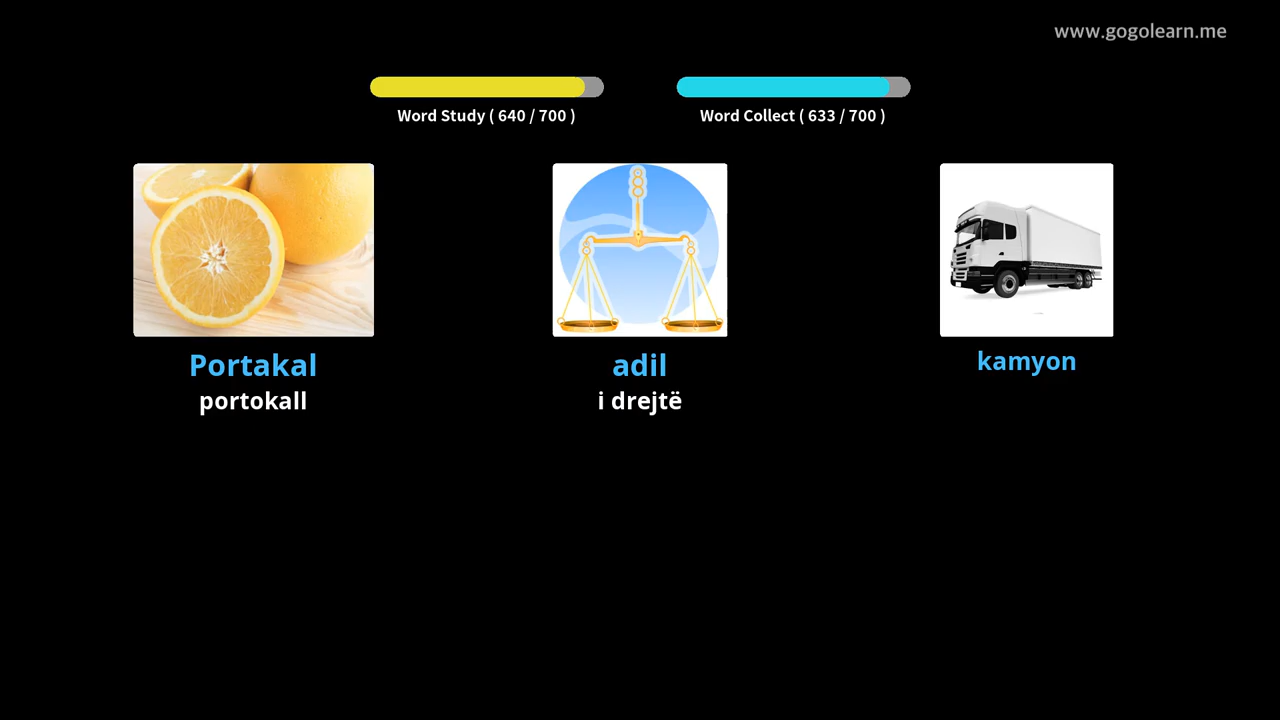 www.gogolearn.me
Word Study ( 640 / 700 )
Word Collect ( 633 / 700 )
Portakal
portokall
adil
i drejtë
kamyon